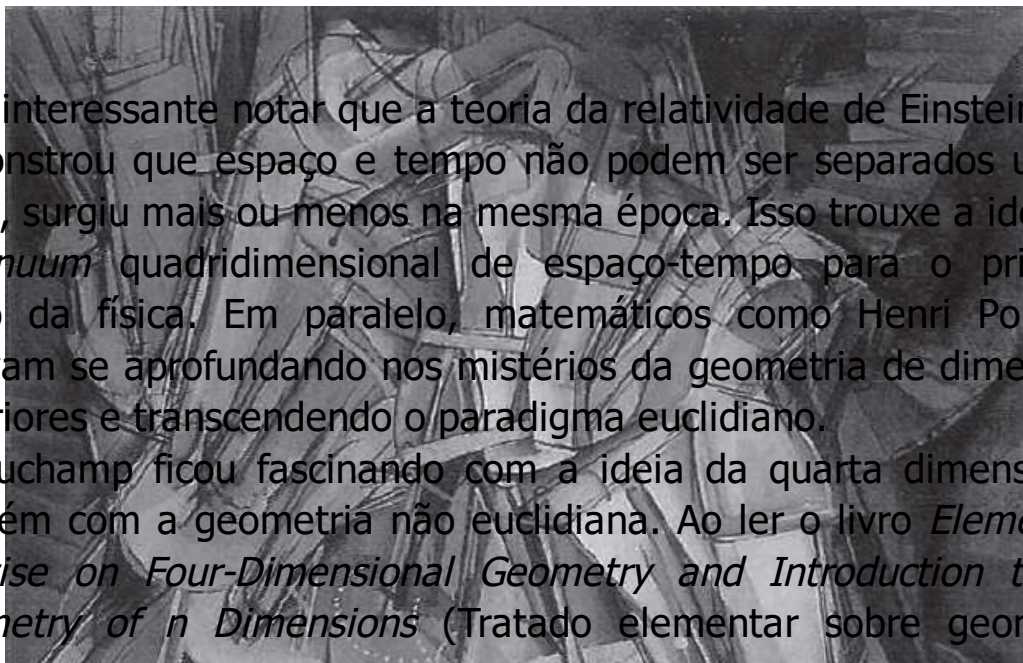 interessante notar que a teoria da relatividade de Einstein
onstrou que espaço e tempo não podem ser separados u
, surgiu mais ou menos na mesma época. Isso trouxe a ide
nuum quadridimensional de espaço-tempo para o pri
o da física. Em paralelo, matemáticos como Henri Po
am se aprofundando nos mistérios da geometria de dime
riores e transcendendo o paradigma euclidiano.
uchamp ficou fascinando com a ideia da quarta dimens
ém com a geometria não euclidiana. Ao ler o livro Eleme
ise on Four-Dimensional Geometry and Introduction t
metry of n Dimensions (Tratado elementar sobre geor